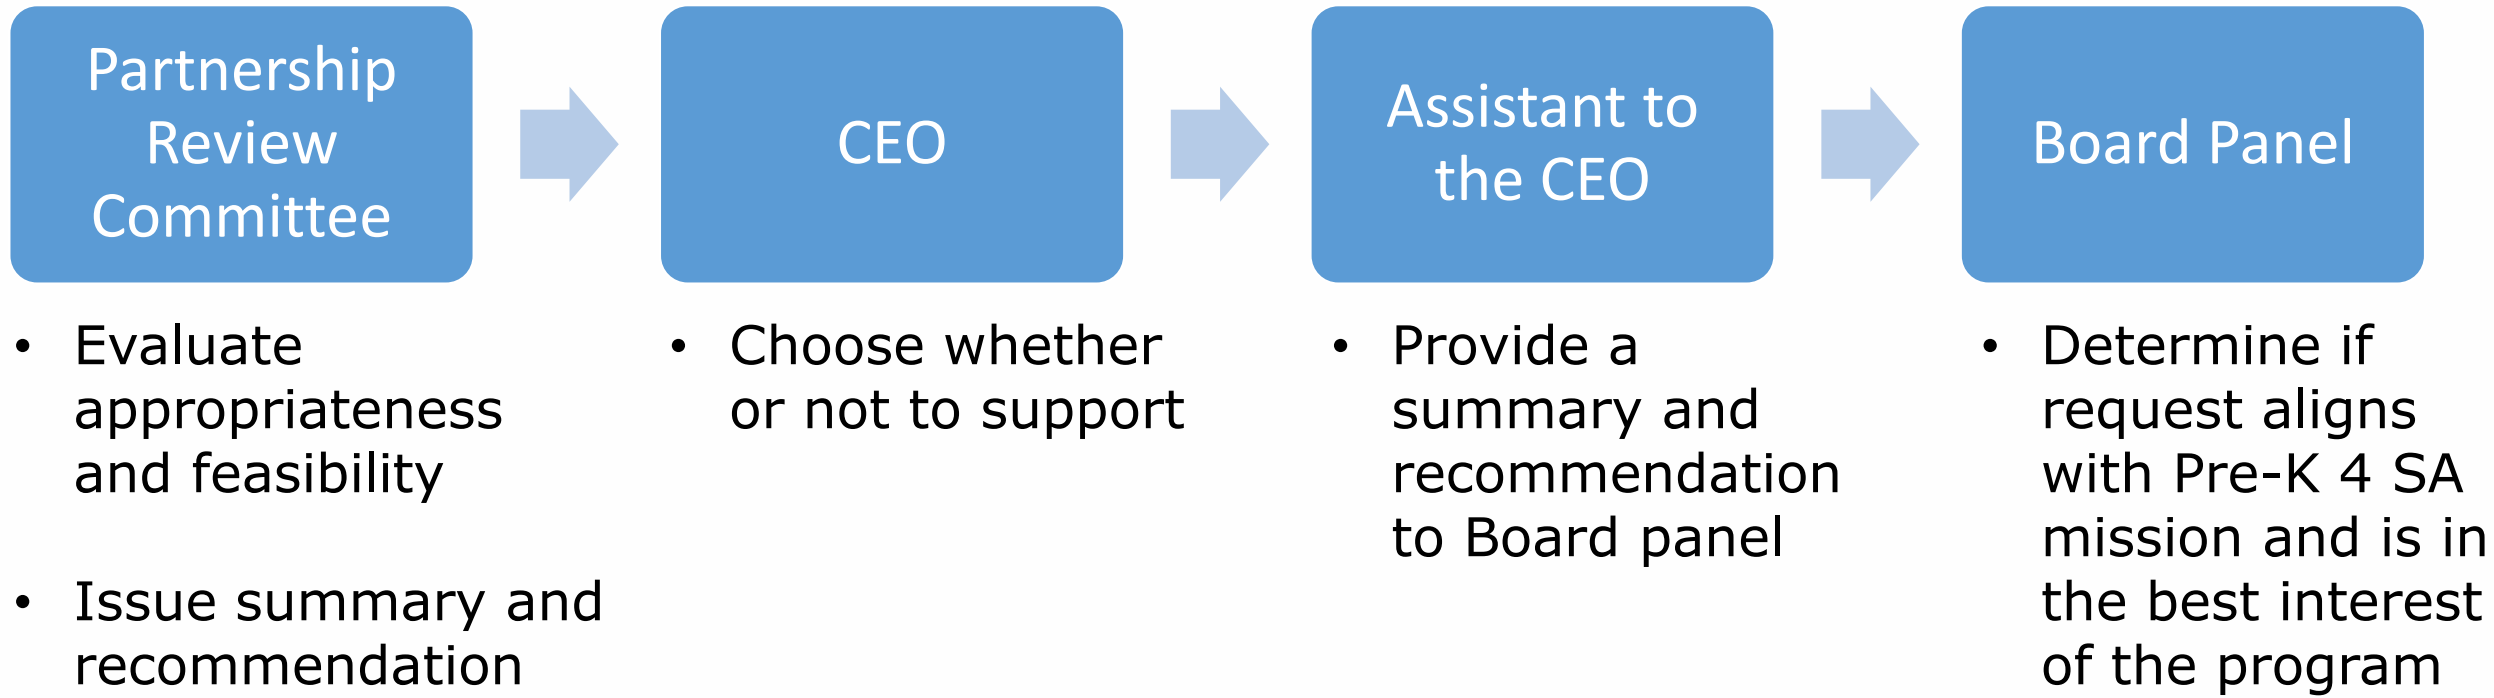 Partnership
Review
Committee
CEO
Assistant to
the CEO
Board Panel
• Evaluate
appropriateness
and feasibility
• Issue summary and
recommendation
• Choose whether
or not to support
• Provide a
summary and
recommendation
to Board panel
• Determine if
request aligns
with Pre-K 4 SA
mission and is in
the best interest
of the program